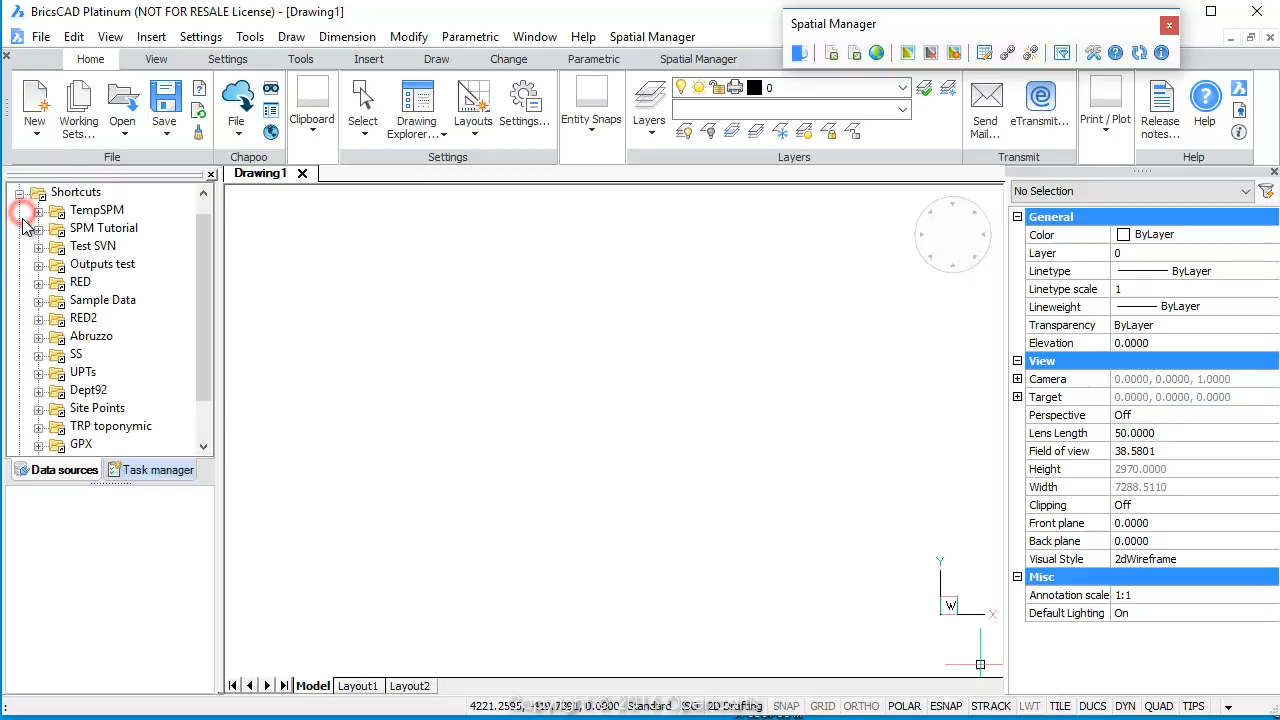 BricsCAD Platinum (NOT FOR RESALE License) - [Drawing1]
Spatial Manager
File Edit View Insert Settings Tools Draw Dimension Modify Parametric Window Help Spatial Manager
Home View Settings Tools Insert Draw Change Parametric Spatial Manager
0
New Working Sets... Open Save File Clipboard Select Drawing Explorer... Layouts Settings... Entity Snaps Layers Send Mail... eTransmit... Print / Plot Release notes... Help
File Chapoo Settings Layers Transmit Help
Drawing1
Shortcuts
TempSPM
SPM Tutorial
Test SVN
Outputs test
RED
Sample Data
RED2
Abruzzo
SS
UPTs
Dept92
Site Points
TRP toponymic
GPX
Data sources Task manager
No Selection
General
Color ByLayer
Layer 0
Linetype ByLayer
Linetype scale 1
Lineweight ByLayer
Transparency ByLayer
Elevation 0.0000
View
Camera 0.0000, 0.0000, 1.0000
Target 0.0000, 0.0000, 0.0000
Perspective Off
Lens Length 50.0000
Field of view 38.5801
Height 2970.0000
Width 7288.5110
Clipping Off
Front plane 0.0000
Back plane 0.0000
Visual Style 2dWireframe
Misc
Annotation scale 1:1
Default Lighting On
Y
W X
Model Layout1 Layout2
: Standard 2D Drafting SNAP GRID ORTHO POLAR ESNAP STRACK LWT TILE DUCS DYN QUAD TIPS